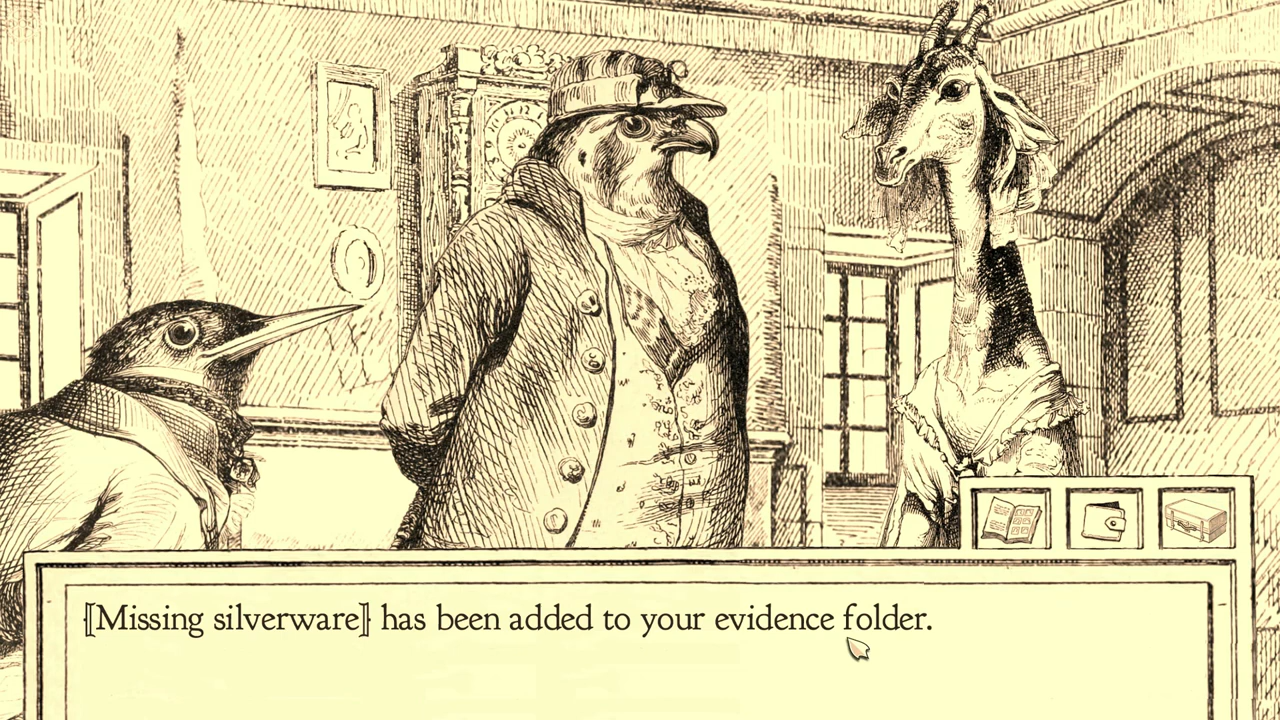 ⟦Missing silverware⟧ has been added to your evidence folder.